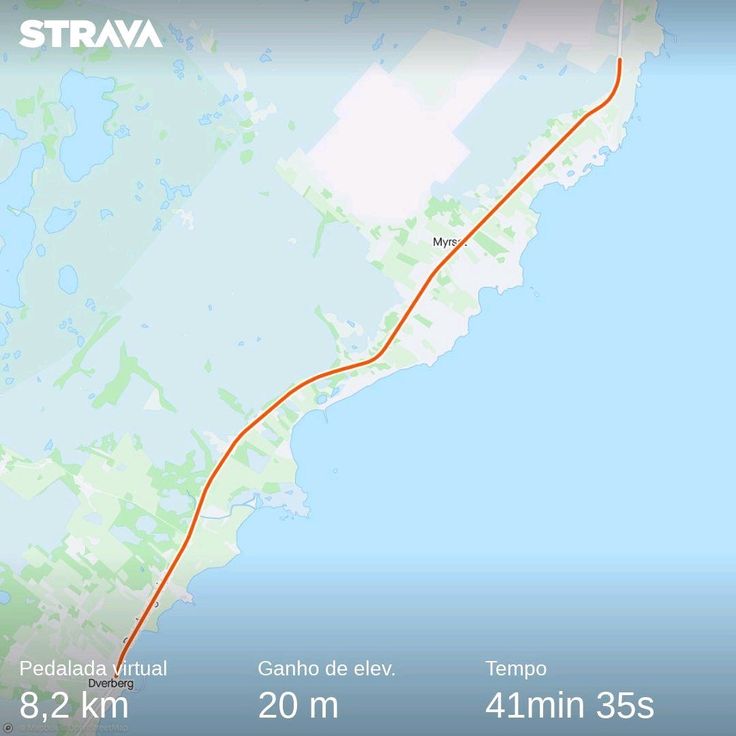 STRAVA
Myrset
Pedalada virtual
Ganho de elev.
Tempo
Dverberg
8,2 km
20 m
41min 35s